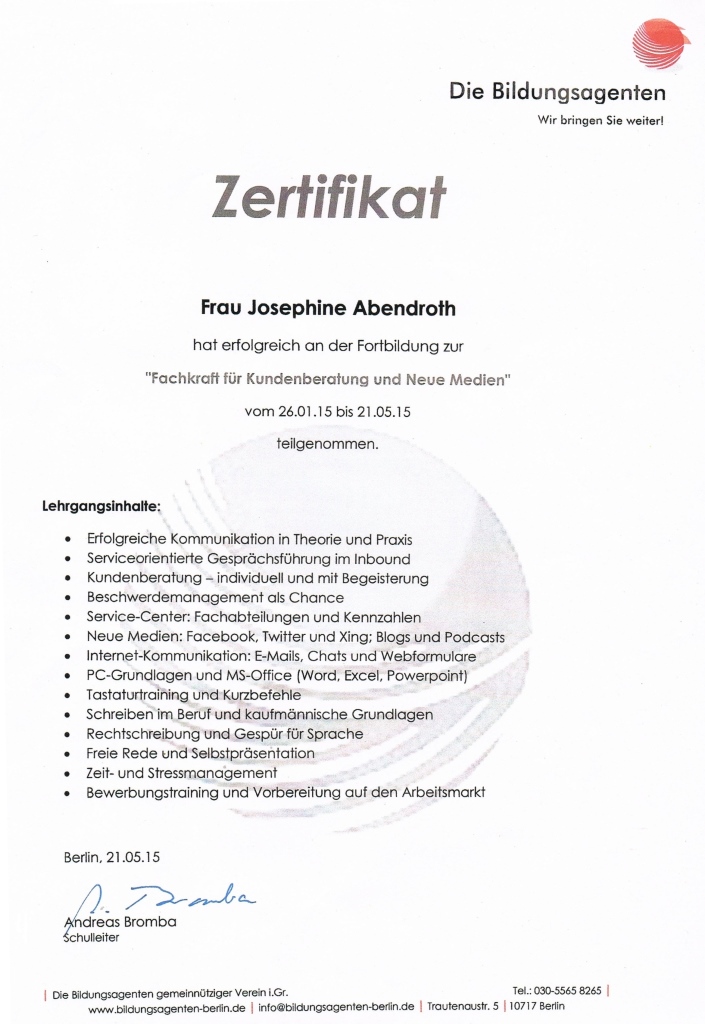 Die Bildungsagenten
Wir bringen Sie weiter!
Zertifikat
Frau Josephine Abendroth
hat erfolgreich an der Fortbildung zur
"Fachkraft für Kundenberatung und Neue Medien"
vom 26.01.15 bis 21.05.15
teilgenommen.
Lehrgangsinhalte:
• Erfolgreiche Kommunikation in Theorie und Praxis
• Serviceorientierte Gesprächsführung im Inbound
• Kundenberatung – individuell und mit Begeisterung
• Beschwerdemanagement als Chance
• Service-Center: Fachabteilungen und Kennzahlen
• Neue Medien: Facebook, Twitter und Xing; Blogs und Podcasts
• Internet-Kommunikation: E-Mails, Chats und Webformulare
• PC-Grundlagen und MS-Office (Word, Excel, Powerpoint)
• Tastaturtraining und Kurzbefehle
• Schreiben im Beruf und kaufmännische Grundlagen
• Rechtschreibung und Gespür für Sprache
• Freie Rede und Selbstpräsentation
• Zeit- und Stressmanagement
• Bewerbungstraining und Vorbereitung auf den Arbeitsmarkt
Berlin, 21.05.15
A. Bromba
Andreas Bromba
Schulleiter
| Die Bildungsagenten gemeinnütziger Verein i.Gr. Tel.: 030-5565 8265 |
www.bildungsagenten-berlin.de | info@bildungsagenten-berlin.de | Trautenaustr. 5 | 10717 Berlin